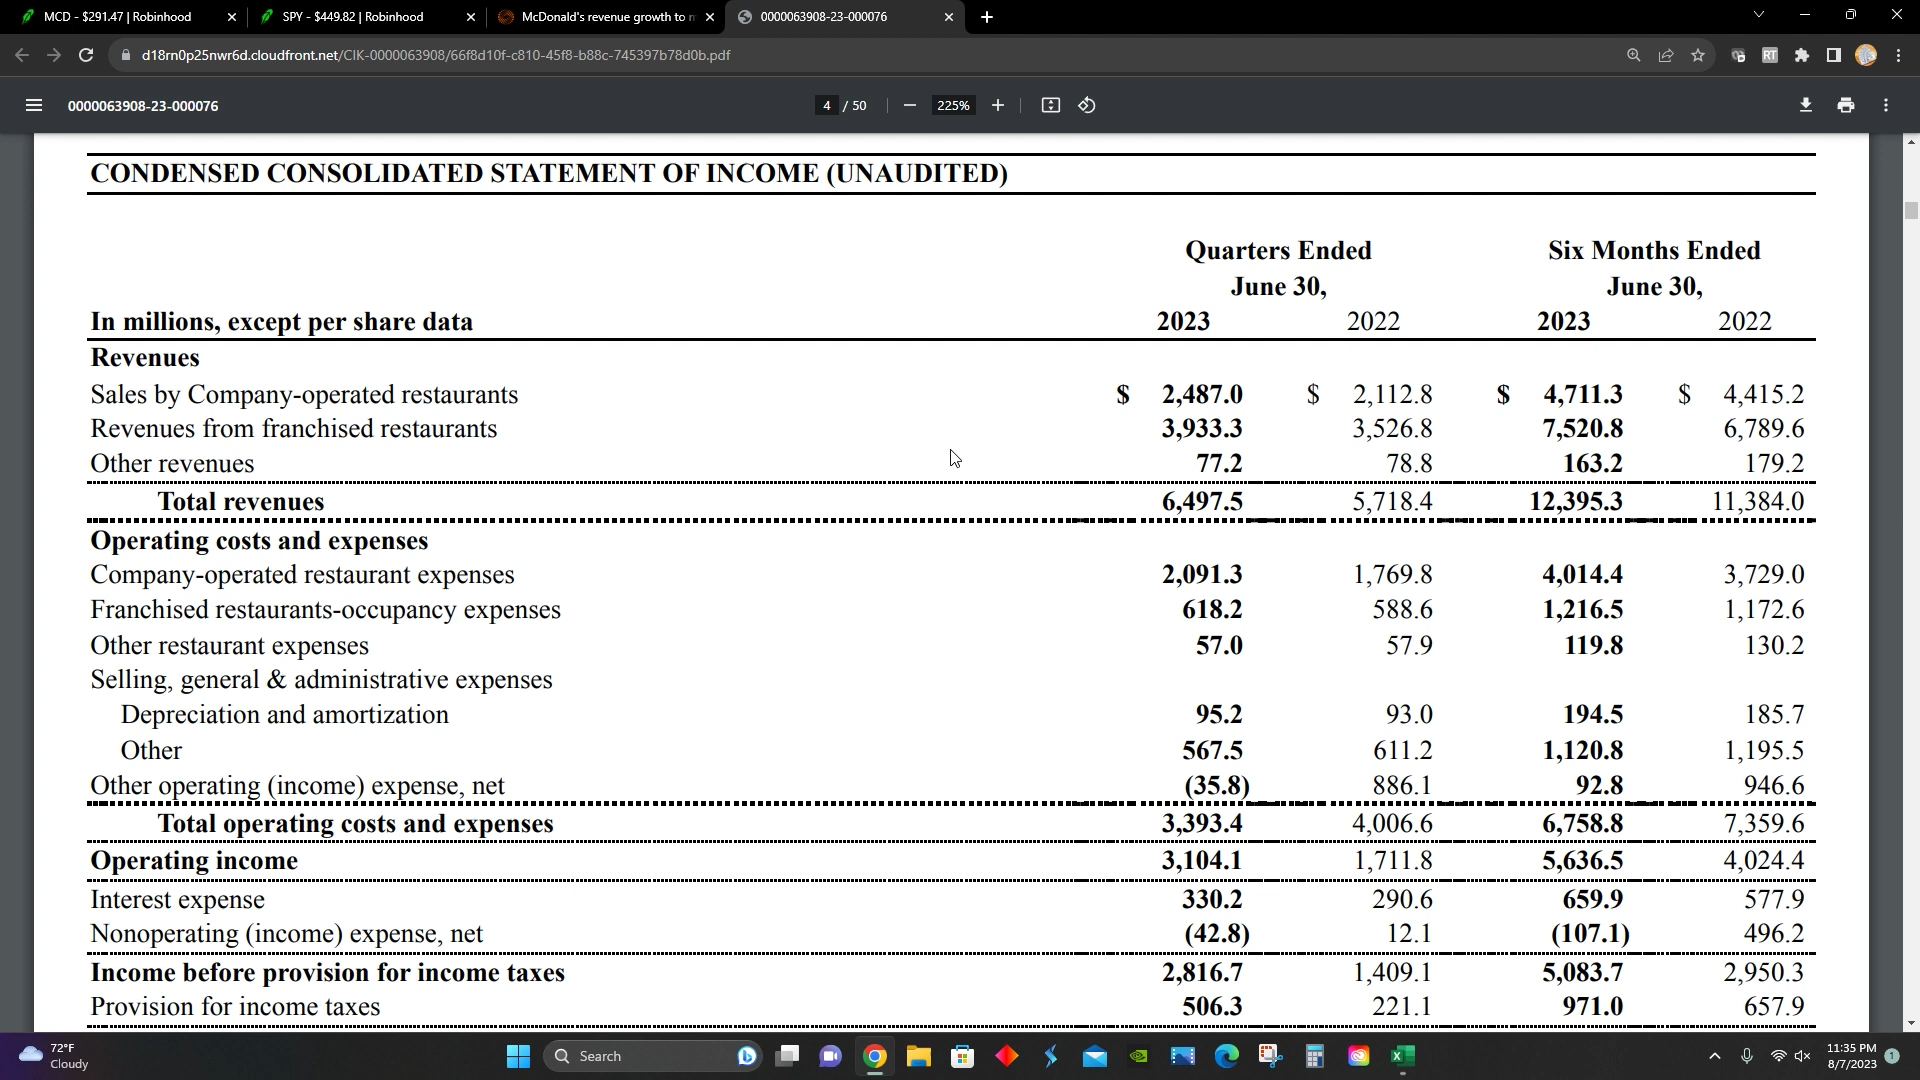 MCD - $291.47 | Robinhood
SPY - $449.82 | Robinhood
McDonald's revenue growth to
0000063908-23-000076
d18rn0p25nwr6d.cloudfront.net/CIK-0000063908/66f8d10f-c810-45f8-b88c-745397b78d0b.pdf
RT
0000063908-23-000076
4 / 50
225%
CONDENSED CONSOLIDATED STATEMENT OF INCOME (UNAUDITED)
Quarters Ended Six Months Ended
June 30, June 30,
In millions, except per share data 2023 2022 2023 2022
Revenues
Sales by Company-operated restaurants $ 2,487.0 $ 2,112.8 $ 4,711.3 $ 4,415.2
Revenues from franchised restaurants 3,933.3 3,526.8 7,520.8 6,789.6
Other revenues 77.2 78.8 163.2 179.2
Total revenues 6,497.5 5,718.4 12,395.3 11,384.0
Operating costs and expenses
Company-operated restaurant expenses 2,091.3 1,769.8 4,014.4 3,729.0
Franchised restaurants-occupancy expenses 618.2 588.6 1,216.5 1,172.6
Other restaurant expenses 57.0 57.9 119.8 130.2
Selling, general & administrative expenses
Depreciation and amortization 95.2 93.0 194.5 185.7
Other 567.5 611.2 1,120.8 1,195.5
Other operating (income) expense, net (35.8) 886.1 92.8 946.6
Total operating costs and expenses 3,393.4 4,006.6 6,758.8 7,359.6
Operating income 3,104.1 1,711.8 5,636.5 4,024.4
Interest expense 330.2 290.6 659.9 577.9
Nonoperating (income) expense, net (42.8) 12.1 (107.1) 496.2
Income before provision for income taxes 2,816.7 1,409.1 5,083.7 2,950.3
Provision for income taxes 506.3 221.1 971.0 657.9
72°F
Cloudy
Search
11:35 PM
8/7/2023
1